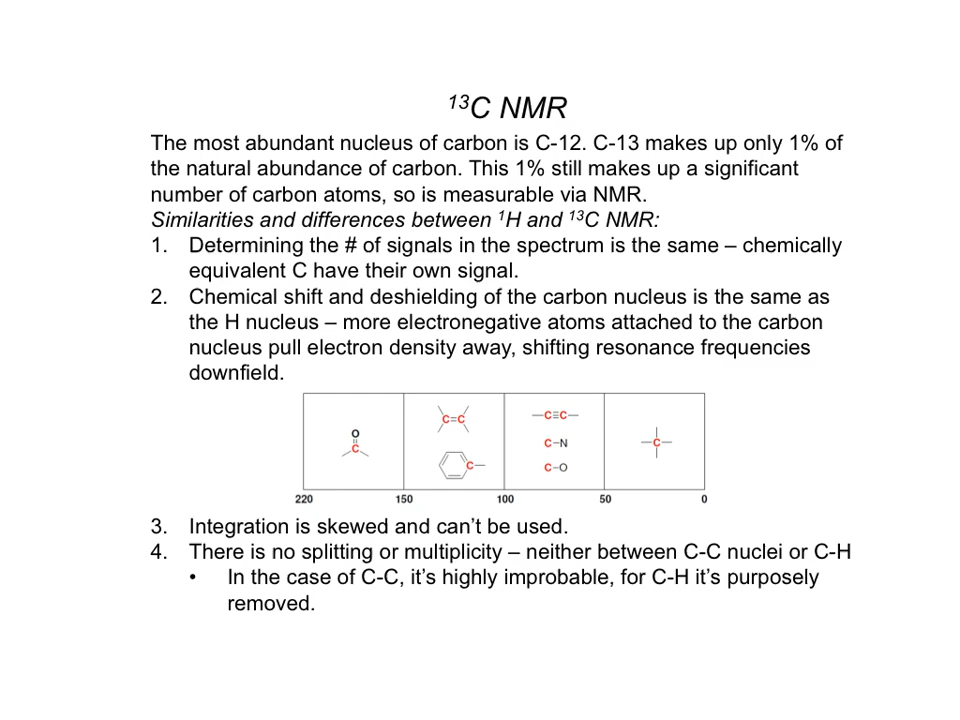 ¹³C NMR
The most abundant nucleus of carbon is C-12. C-13 makes up only 1% of
the natural abundance of carbon. This 1% still makes up a significant
number of carbon atoms, so is measurable via NMR.
Similarities and differences between ¹H and ¹³C NMR:
1. Determining the # of signals in the spectrum is the same – chemically
equivalent C have their own signal.
2. Chemical shift and deshielding of the carbon nucleus is the same as
the H nucleus – more electronegative atoms attached to the carbon
nucleus pull electron density away, shifting resonance frequencies
downfield.
O
C
C=C
C–
–C≡C–
C–N
C–O
–C–
220 150 100 50 0
3. Integration is skewed and can’t be used.
4. There is no splitting or multiplicity – neither between C-C nuclei or C-H
• In the case of C-C, it’s highly improbable, for C-H it’s purposely
removed.